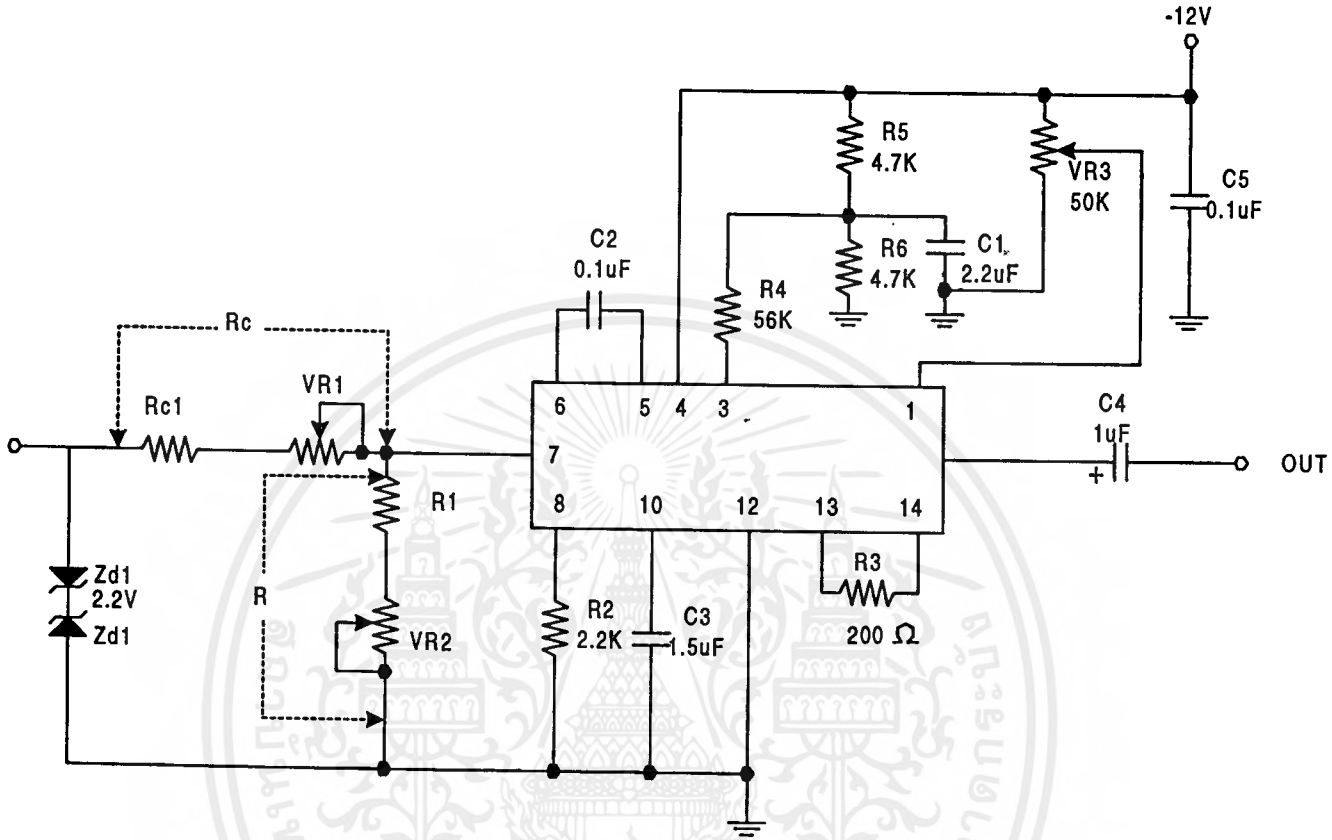 -12V
R5
4.7K
VR3
50K
C5
0.1uF
C2
0.1uF
R6
4.7K
C1
2.2uF
R4
56K
Rc
VR1
Rc1
6 5 4 3 1
C4
1uF
7
+
OUT
R1
8 10 12 13 14
Zd1
2.2V
Zd1
R
VR2
R2
2.2K
C3
1.5uF
R3
200 Ω